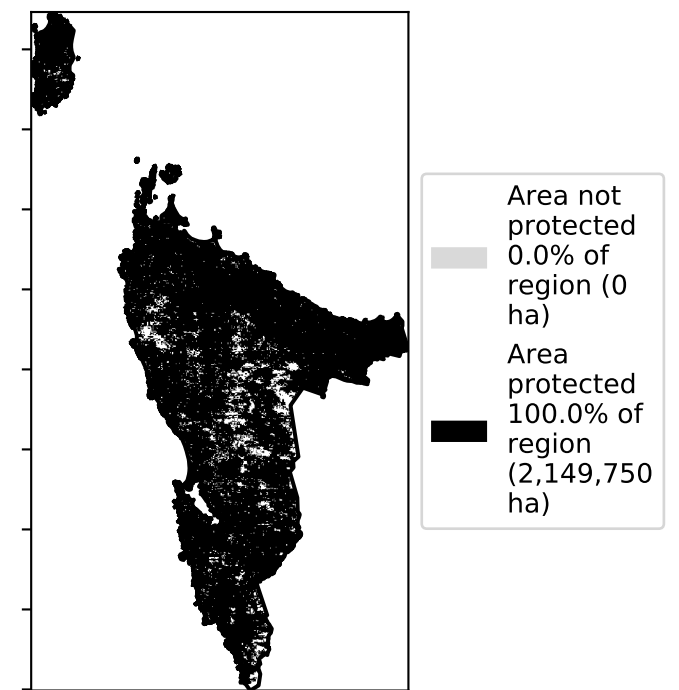 Area not
protected
0.0% of
region (0
ha)
Area
protected
100.0% of
region
(2,149,750
ha)